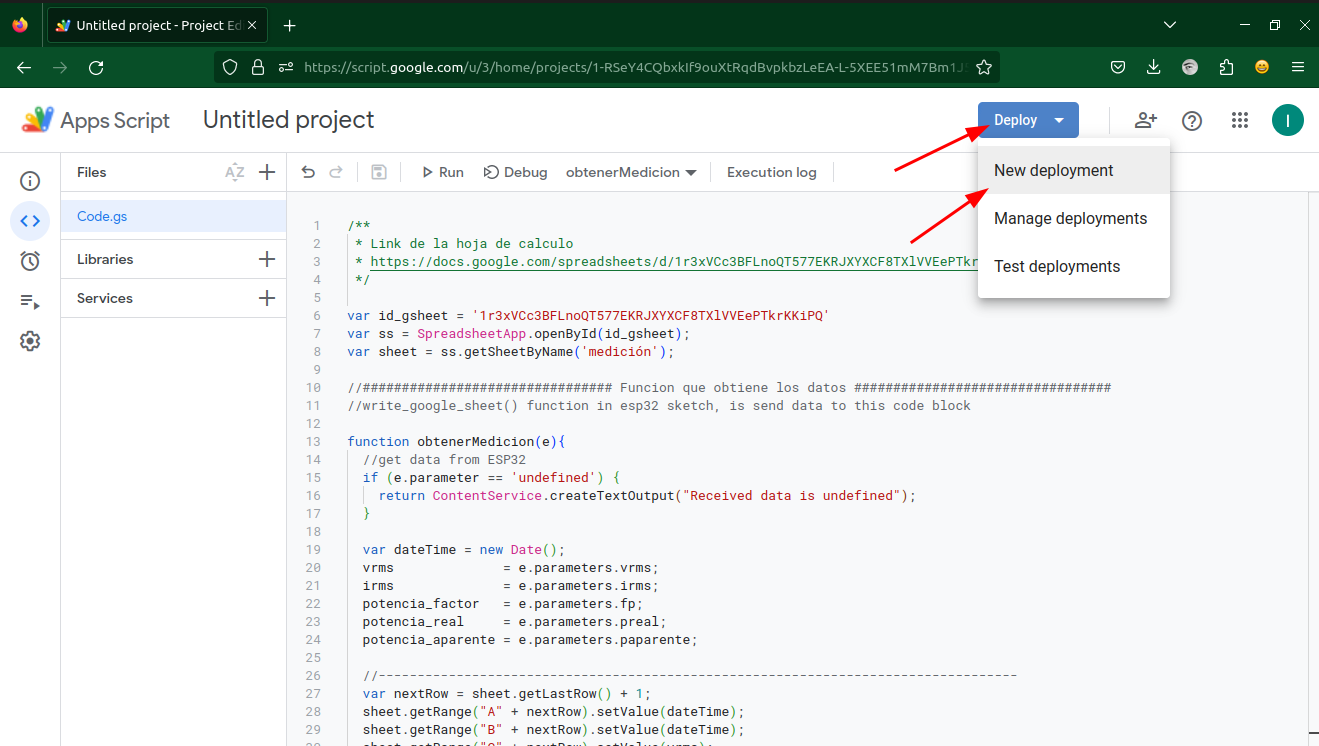 Untitled project - Project Ed
https://script.google.com/u/3/home/projects/1-RSeY4CQbxkIf9ouXtRqdBvpkbzLeEA-L-5XEE51mM7Bm1J
Apps Script
Untitled project
Deploy
I
New deployment
Manage deployments
Test deployments
Files
AZ
Run
Debug
obtenerMedicion
Execution log
Code.gs
Libraries
Services
1 /**
2 * Link de la hoja de calculo
3 * https://docs.google.com/spreadsheets/d/1r3xVCc3BFLnoQT577EKRJXYXCF8TXlVVEePTkr
4 */
5
6 var id_gsheet = '1r3xVCc3BFLnoQT577EKRJXYXCF8TXlVVEePTkrKKiPQ'
7 var ss = SpreadsheetApp.openById(id_gsheet);
8 var sheet = ss.getSheetByName('medición');
9
10 //################################ Funcion que obtiene los datos #################################
11 //write_google_sheet() function in esp32 sketch, is send data to this code block
12
13 function obtenerMedicion(e){
14 //get data from ESP32
15 if (e.parameter == 'undefined') {
16 return ContentService.createTextOutput("Received data is undefined");
17 }
18
19 var dateTime = new Date();
20 vrms = e.parameters.vrms;
21 irms = e.parameters.irms;
22 potencia_factor = e.parameters.fp;
23 potencia_real = e.parameters.preal;
24 potencia_aparente = e.parameters.paparente;
25
26 //----------------------------------------------------------------------------------
27 var nextRow = sheet.getLastRow() + 1;
28 sheet.getRange("A" + nextRow).setValue(dateTime);
29 sheet.getRange("B" + nextRow).setValue(dateTime);